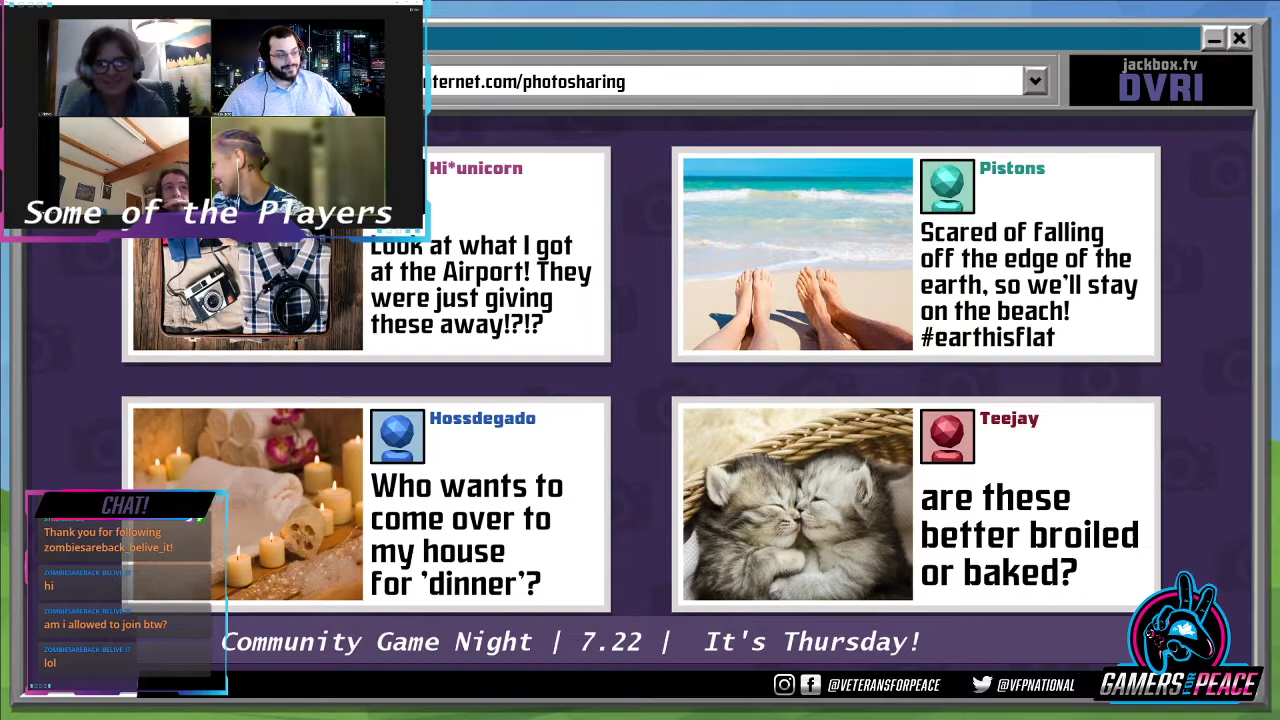 ternet.com/photosharing
jackbox.tv
DVRI
Some of the Players
Hi*unicorn
Look at what I got
at the Airport! They
were just giving
these away!?!?
Pistons
Scared of falling
off the edge of the
earth, so we'll stay
on the beach!
#earthisflat
Hossdegado
Who wants to
come over to
my house
for 'dinner'?
Teejay
are these
better broiled
or baked?
CHAT!
Thank you for following
zombiesareback_belive_it!
ZOMBIESAREBACK_BELIVE_IT
hi
ZOMBIESAREBACK_BELIVE_IT
am i allowed to join btw?
ZOMBIESAREBACK_BELIVE_IT
lol
Community Game Night | 7.22 | It's Thursday!
@VETERANSFORPEACE
@VFPNATIONAL
GAMERS FOR PEACE